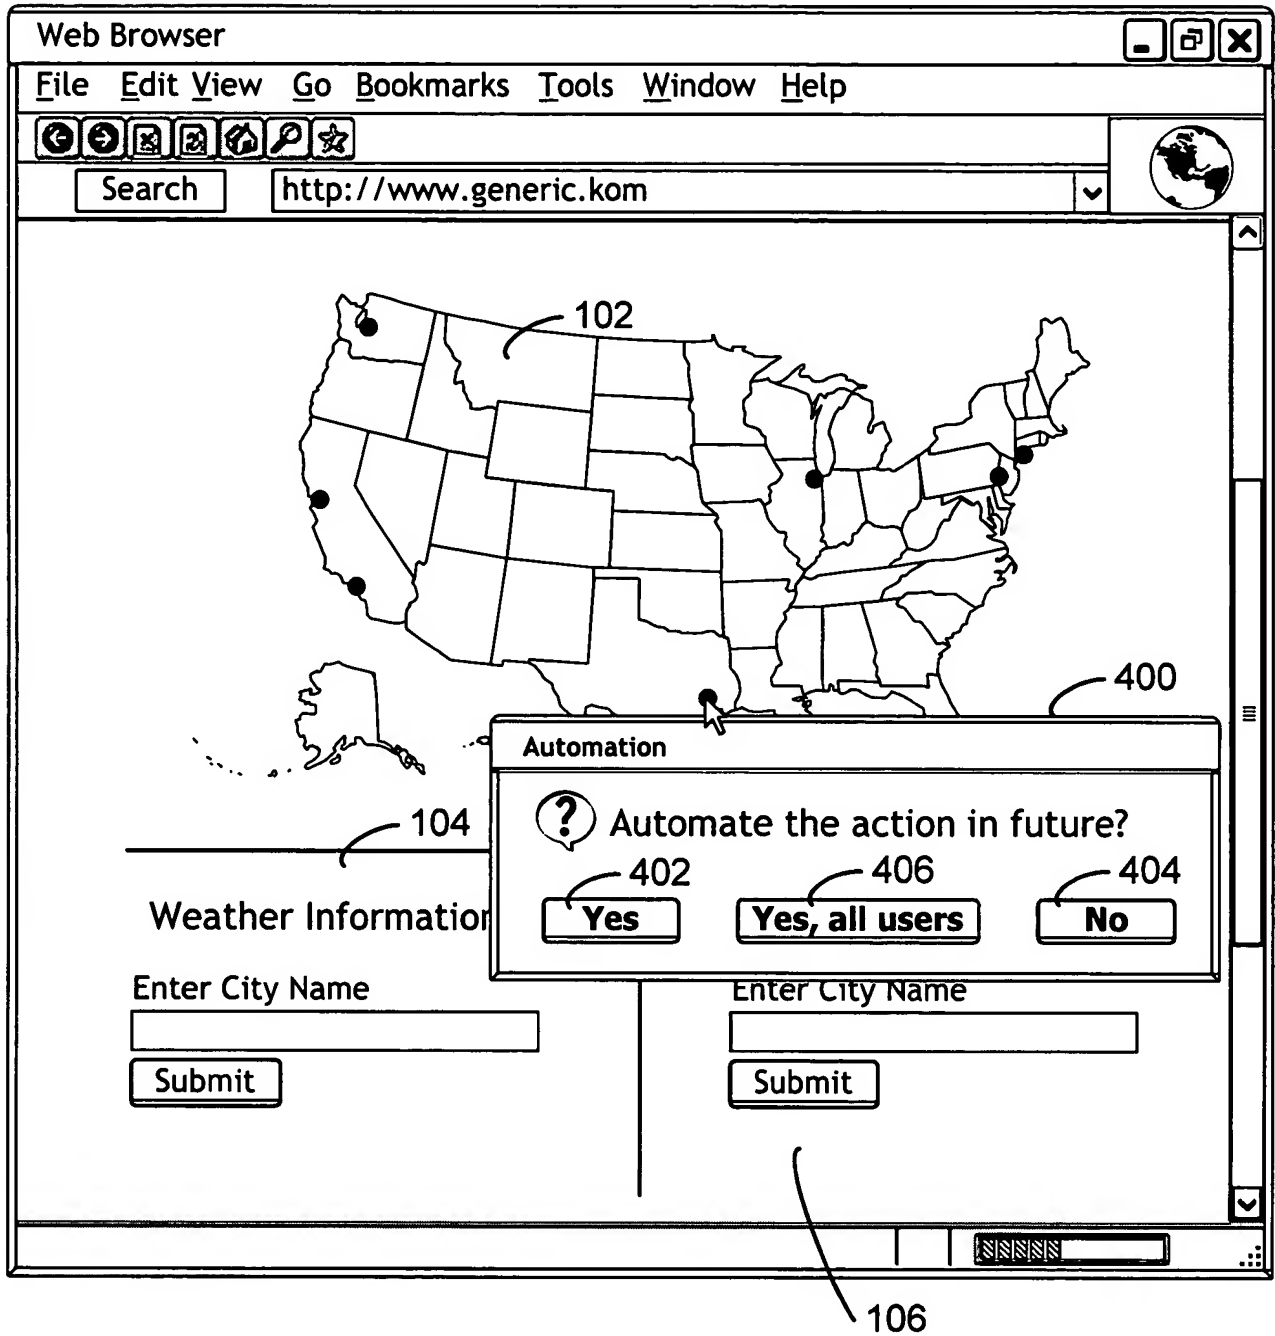 Web Browser
File Edit View Go Bookmarks Tools Window Help
Search http://www.generic.kom
102
400
Automation
104
Automate the action in future?
402 406 404
Yes Yes, all users No
Weather Information
Enter City Name Enter City Name
Submit Submit
106